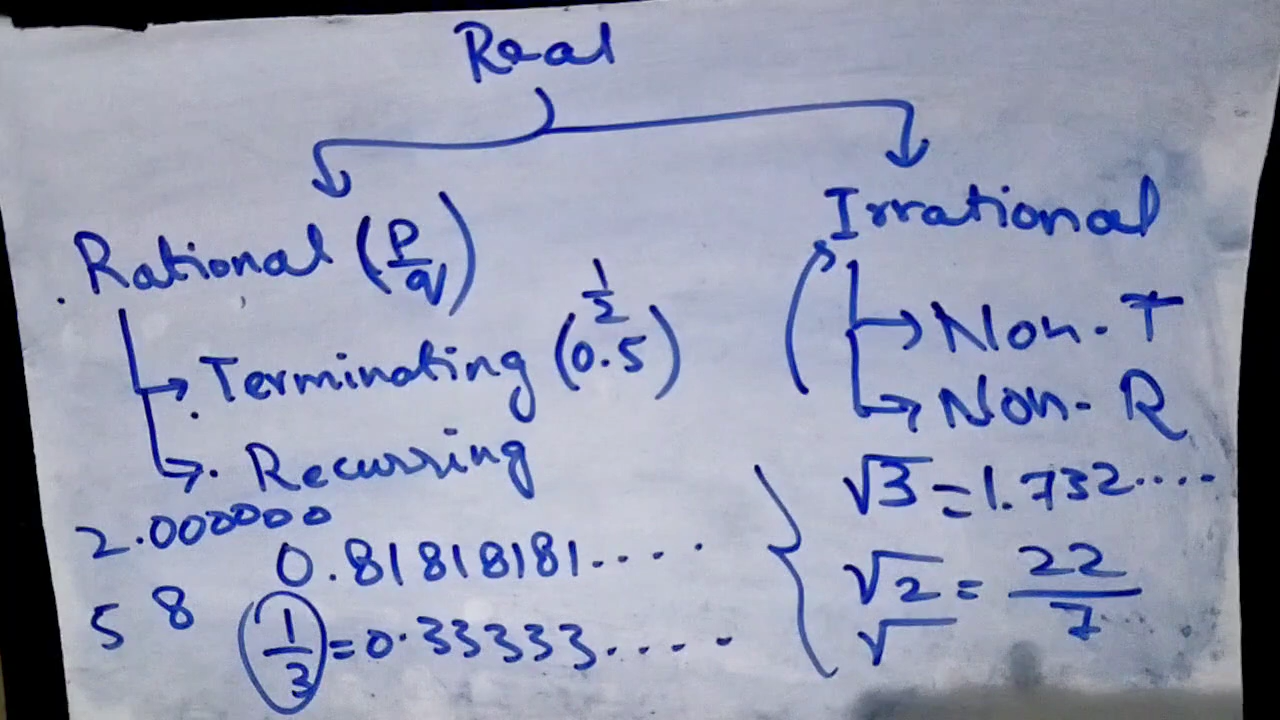 Real
Rational (p/q)
Terminating (0.5) 1/2
Recurring
2.000000
0.81818181....
5 8
1/3 = 0.33333....
Irrational
Non-T
Non-R
√3 = 1.732....
√2 = 22/7
√